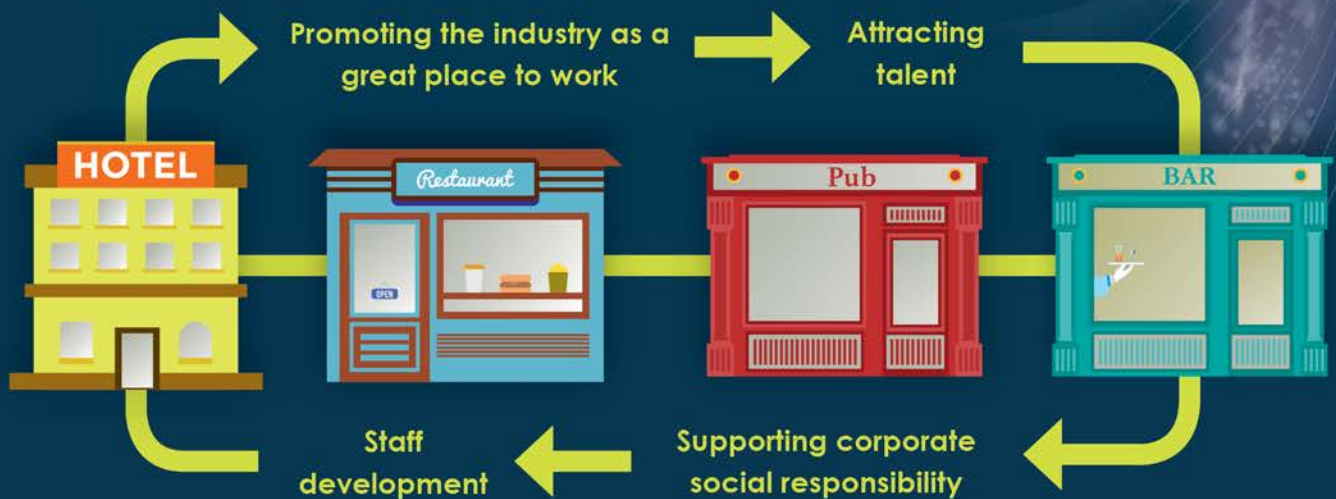 Promoting the industry as a
great place to work
Attracting
talent
HOTEL
Restaurant
OPEN
Pub
BAR
Staff
development
Supporting corporate
social responsibility